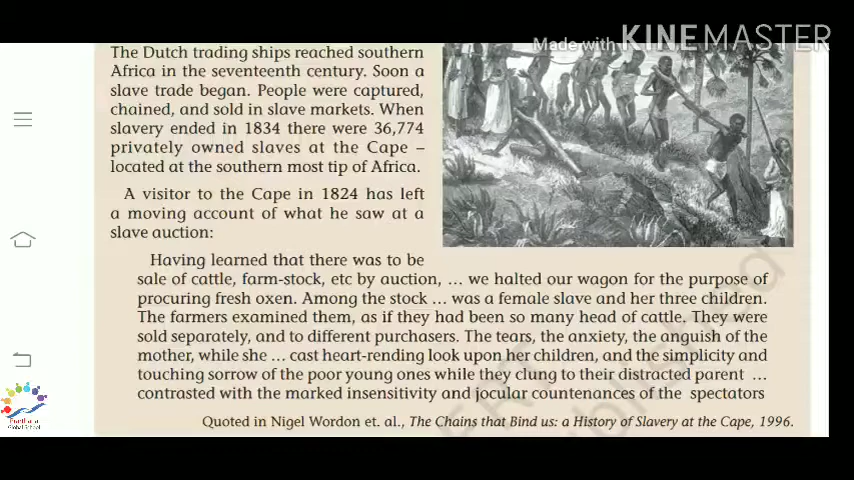 Made with KINEMASTER
The Dutch trading ships reached southern
Africa in the seventeenth century. Soon a
slave trade began. People were captured,
chained, and sold in slave markets. When
slavery ended in 1834 there were 36,774
privately owned slaves at the Cape –
located at the southern most tip of Africa.
A visitor to the Cape in 1824 has left
a moving account of what he saw at a
slave auction:
Having learned that there was to be
sale of cattle, farm-stock, etc by auction, ... we halted our wagon for the purpose of
procuring fresh oxen. Among the stock ... was a female slave and her three children.
The farmers examined them, as if they had been so many head of cattle. They were
sold separately, and to different purchasers. The tears, the anxiety, the anguish of the
mother, while she ... cast heart-rending look upon her children, and the simplicity and
touching sorrow of the poor young ones while they clung to their distracted parent ...
contrasted with the marked insensitivity and jocular countenances of the spectators
Quoted in Nigel Wordon et. al., The Chains that Bind us: a History of Slavery at the Cape, 1996.
Global School